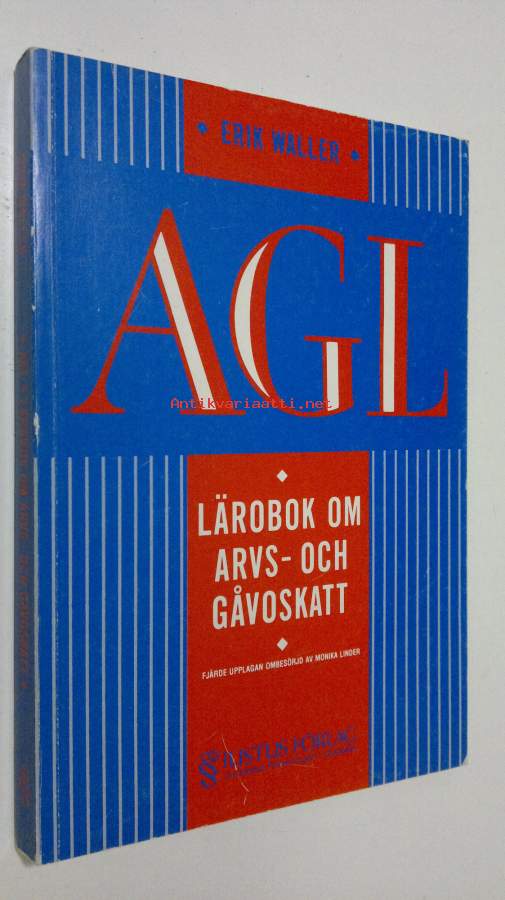 ERIK WALLER
AGL
Antikvariaatti.net
LÄROBOK OM
ARVS- OCH
GÅVOSKATT
FJÄRDE UPPLAGAN OMBESÖRJD AV MONIKA LINDER
JUSTUS FÖRLAG